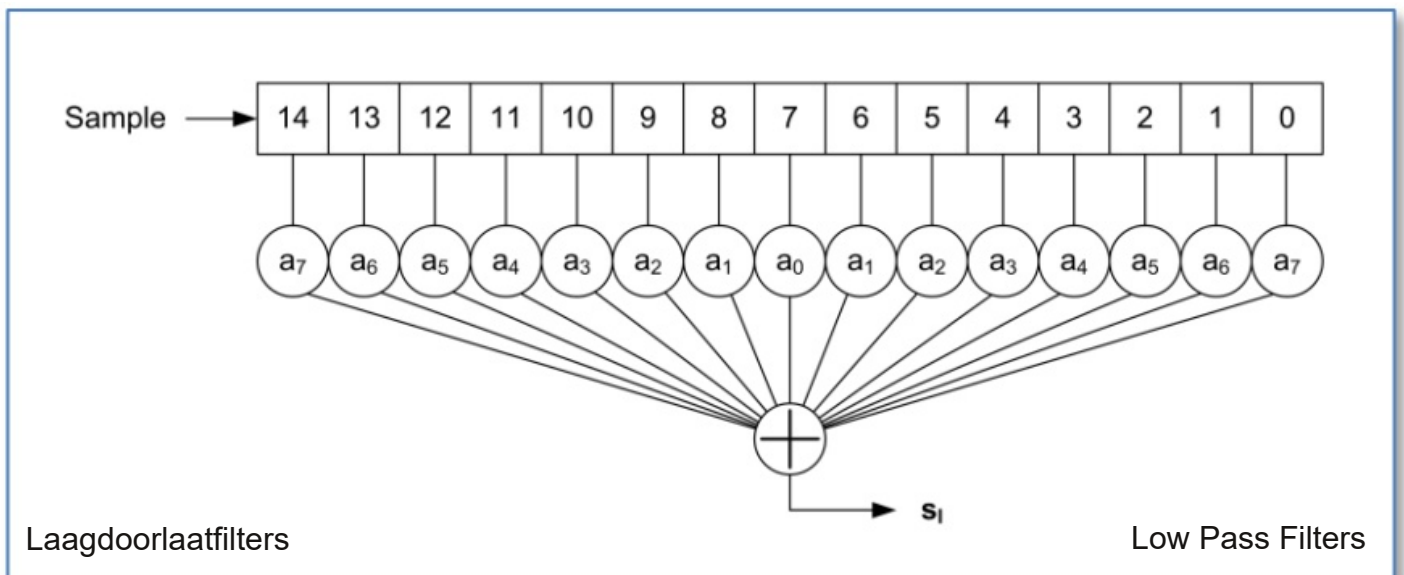 Sample 14 13 12 11 10 9 8 7 6 5 4 3 2 1 0
a₇ a₆ a₅ a₄ a₃ a₂ a₁ a₀ a₁ a₂ a₃ a₄ a₅ a₆ a₇
sₗ
Laagdoorlaatfilters Low Pass Filters